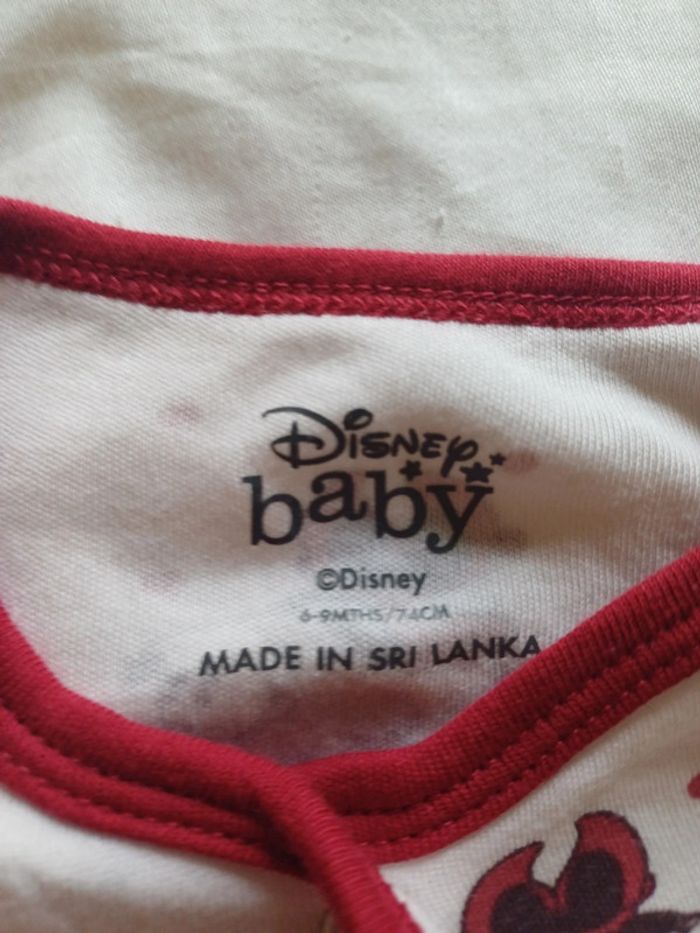 Disney
baby
©Disney
6-9MTHS/74CM
MADE IN SRI LANKA